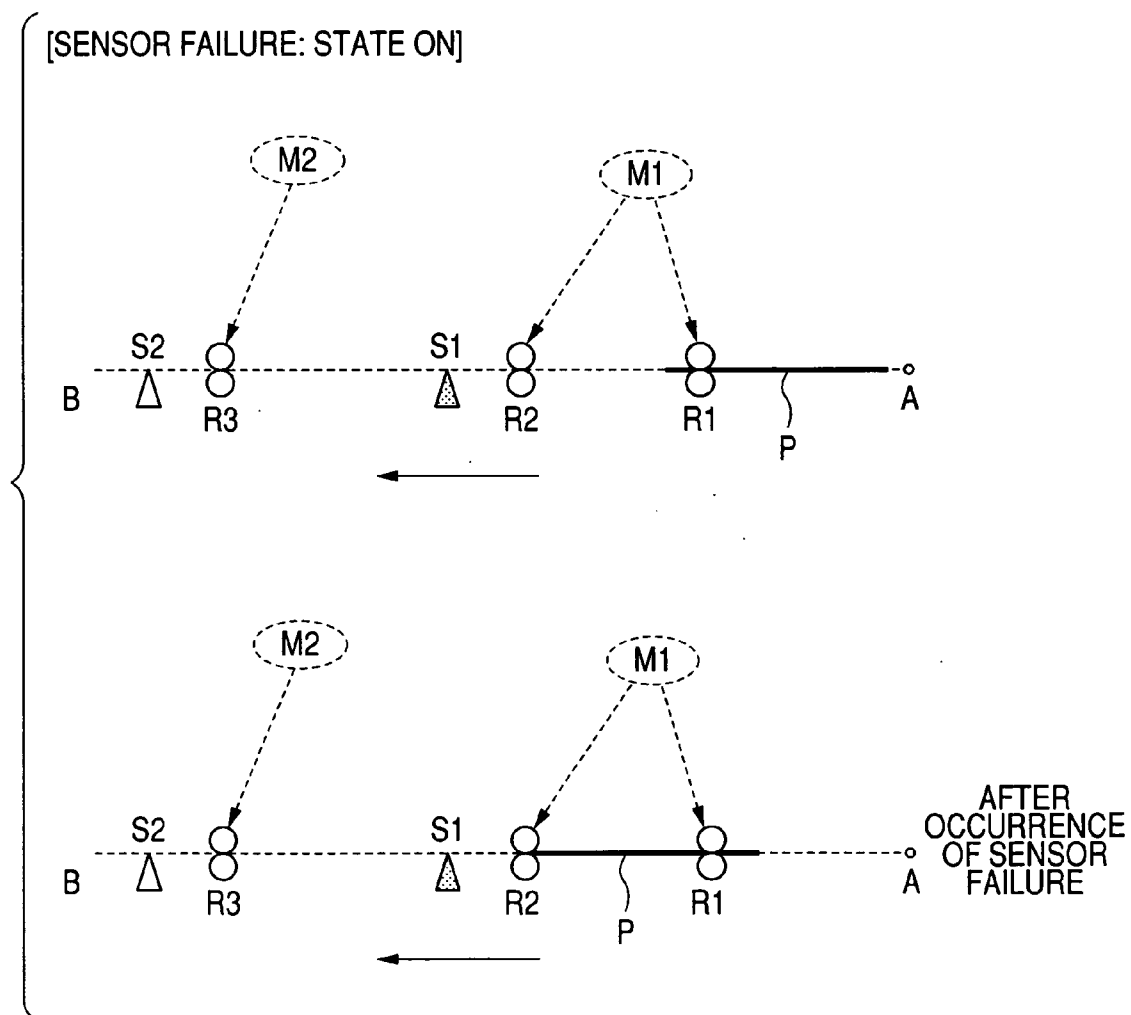 [SENSOR FAILURE: STATE ON]
M2
M1
S2
S1
B
R3
R2
R1
A
P
M2
M1
S2
S1
AFTER
OCCURRENCE
OF SENSOR
FAILURE
B
R3
R2
R1
A
P